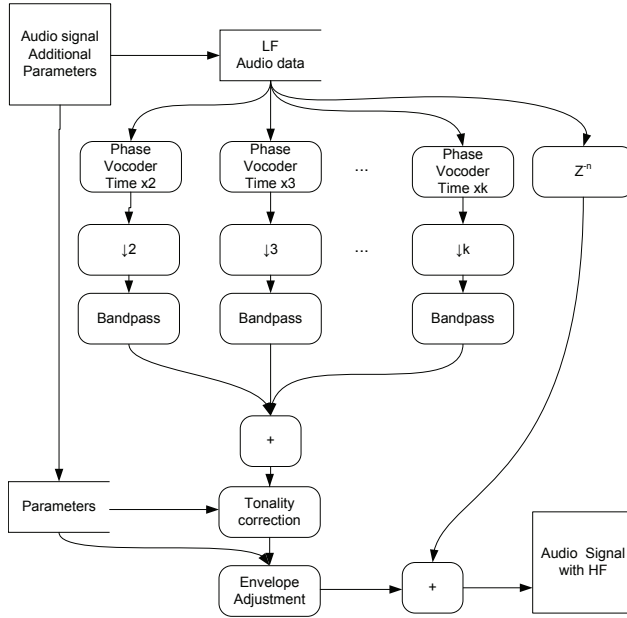 Audio signal
Additional
Parameters
LF
Audio data
Phase
Vocoder
Time x2
Phase
Vocoder
Time x3
...
Phase
Vocoder
Time xk
Z-n
↓2
↓3
...
↓k
Bandpass
Bandpass
Bandpass
+
Parameters
Tonality
correction
Envelope
Adjustment
+
Audio Signal
with HF